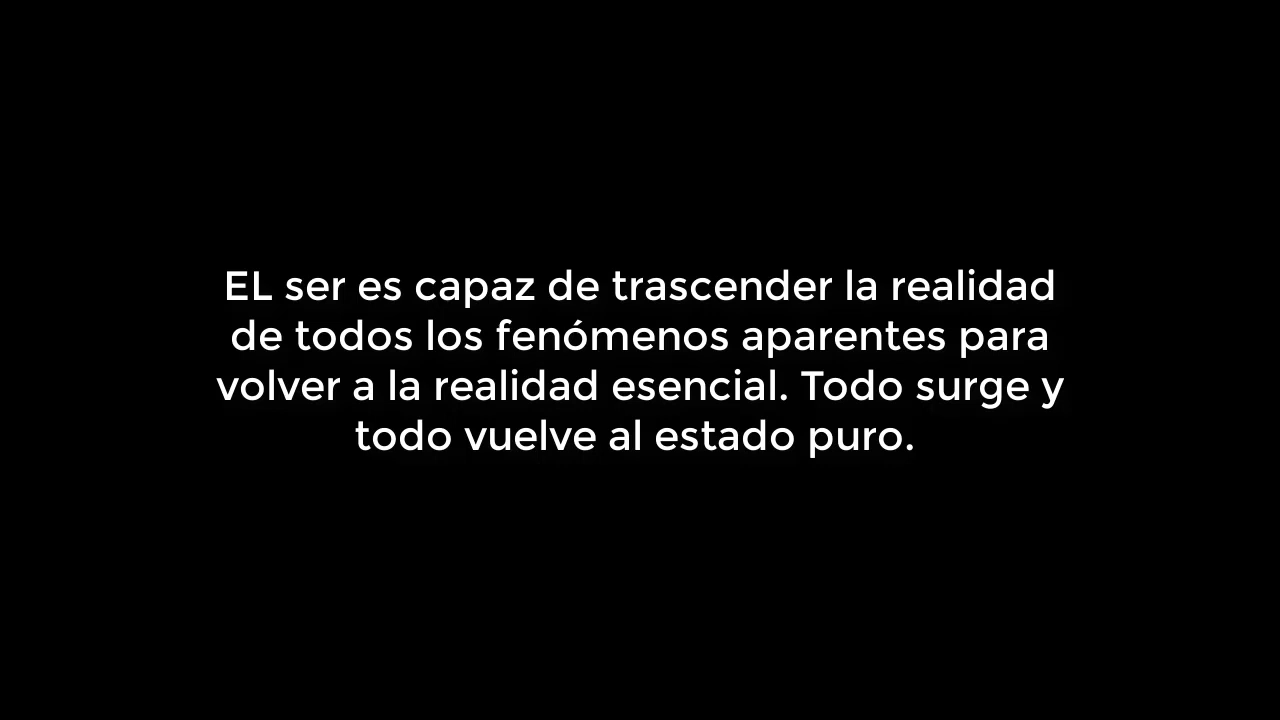 EL ser es capaz de trascender la realidad
de todos los fenómenos aparentes para
volver a la realidad esencial. Todo surge y
todo vuelve al estado puro.